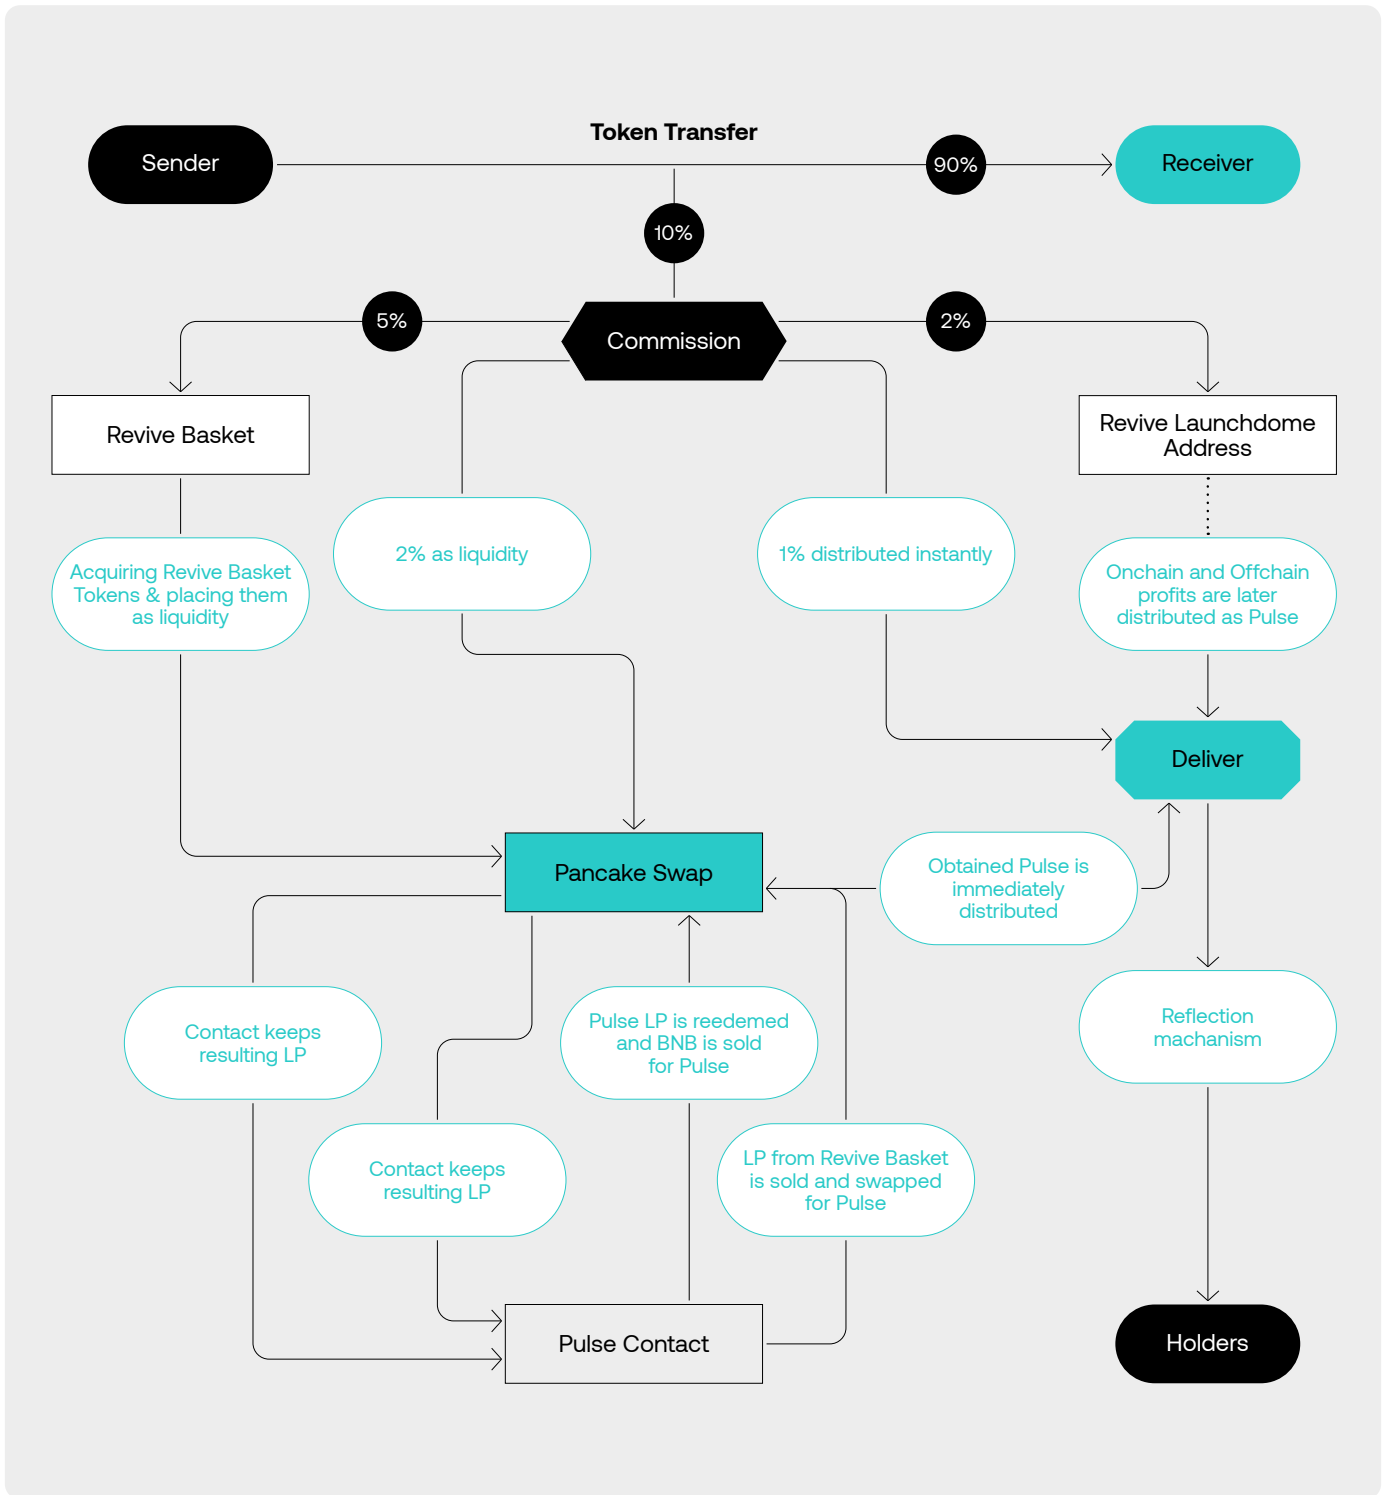 Token Transfer
Sender
90%
Receiver
10%
5%
Commission
2%
Revive Basket
Revive Launchdome
Address
Acquiring Revive Basket
Tokens & placing them
as liquidity
2% as liquidity
1% distributed instantly
Onchain and Offchain
profits are later
distributed as Pulse
Deliver
Pancake Swap
Obtained Pulse is
immediately
distributed
Contact keeps
resulting LP
Pulse LP is reedemed
and BNB is sold
for Pulse
Reflection
machanism
Contact keeps
resulting LP
LP from Revive Basket
is sold and swapped
for Pulse
Pulse Contact
Holders